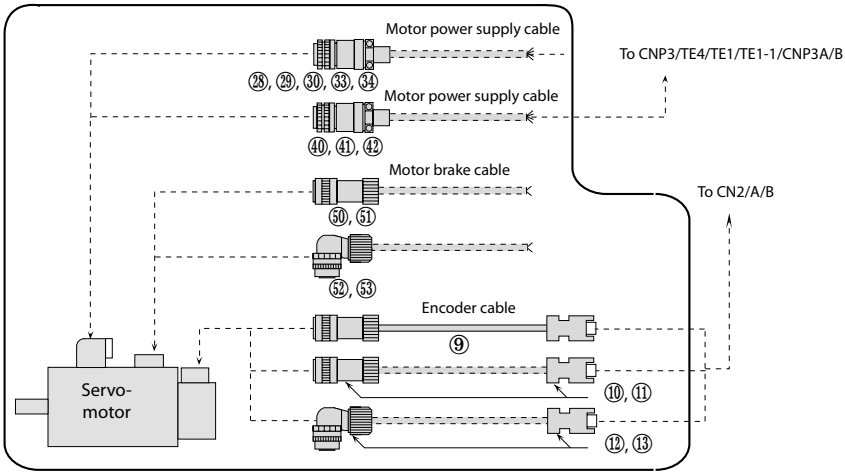 Motor power supply cable
To CNP3/TE4/TE1/TE1-1/CNP3A/B
㉘, ㉙, ㉚, ㉝, ㉞
Motor power supply cable
㊵, ㊶, ㊷
Motor brake cable
To CN2/A/B
㊿, 51
52, 53
Encoder cable
⑨
⑩, ⑪
Servo-
motor
⑫, ⑬